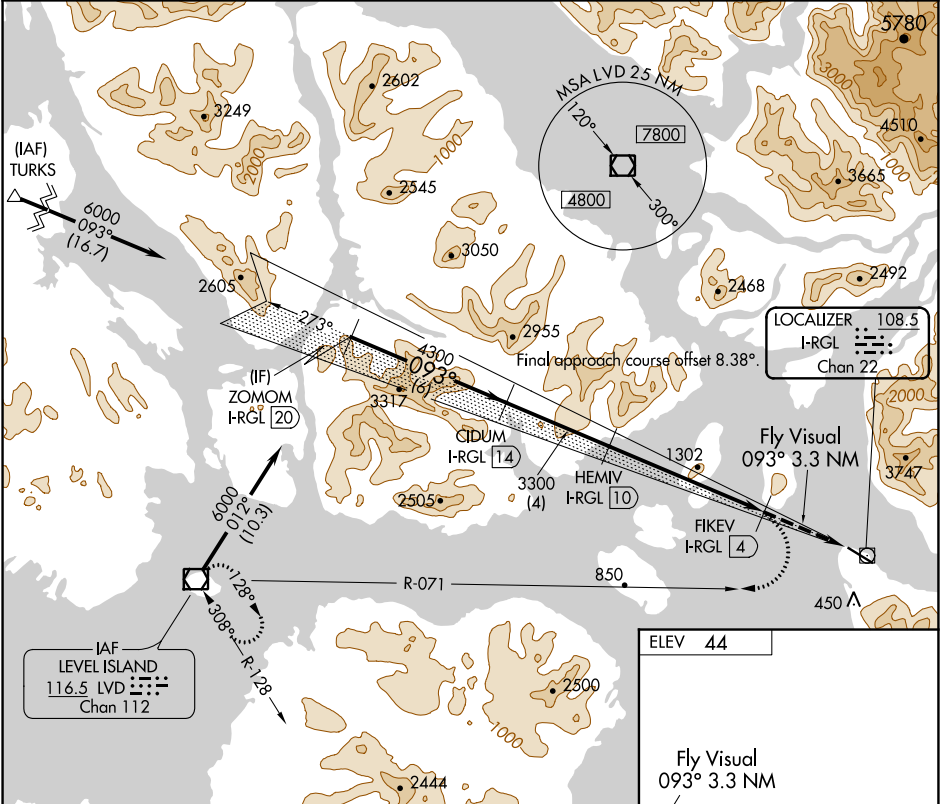 5780
3000
4510
1000
3665
2602
1000
2545
3249
2000
MSA LVD 25 NM
120°
7800
4800
300°
(IAF)
TURKS
6000
093°
(16.7)
3050
2605
2468
2492
2955
273°
4300
093°
(6)
Final approach course offset 8.38°.
LOCALIZER 108.5
I-RGL
Chan 22
(IF)
ZOMOM
I-RGL 20
3317
CIDUM
I-RGL 14
3300
(4)
HEMIV
I-RGL 10
1302
Fly Visual
093° 3.3 NM
2000
3747
2505
FIKEV
I-RGL 4
6000
012°
(10.3)
R-071
850
450
128°
308°
R-128
IAF
LEVEL ISLAND
116.5 LVD
Chan 112
2500
1000
2444
ELEV 44
Fly Visual
093° 3.3 NM